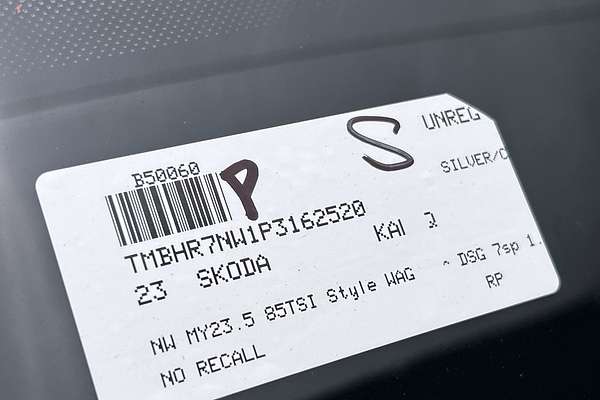 B50060 P S UNREG
SILVER/C
TMBHR7NW1P3162520
23 SKODA KAI
NW MY23.5 85TSI Style WAG ^ DSG 7sp 1.
NO RECALL RP